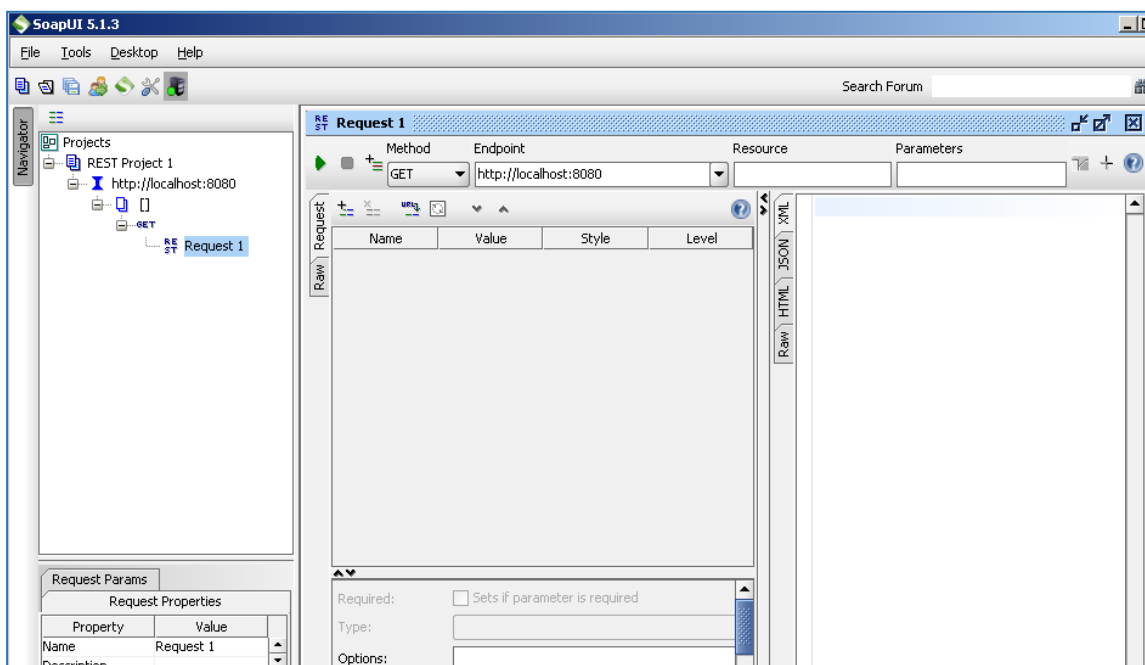 SoapUI 5.1.3
File Tools Desktop Help
Search Forum
Navigator
Projects
REST Project 1
http://localhost:8080
[]
GET
REST Request 1
REST Request 1
Method Endpoint Resource Parameters
GET http://localhost:8080
Request
Raw
Name Value Style Level
XML
JSON
HTML
Raw
Required: Sets if parameter is required
Type:
Options:
Request Params
Request Properties
Property Value
Name Request 1
Description